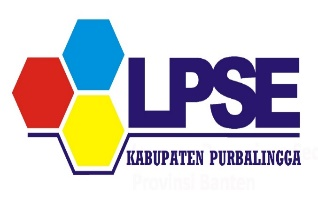 LPSE
KABUPATEN PURBALINGGA
Provinsi Banten